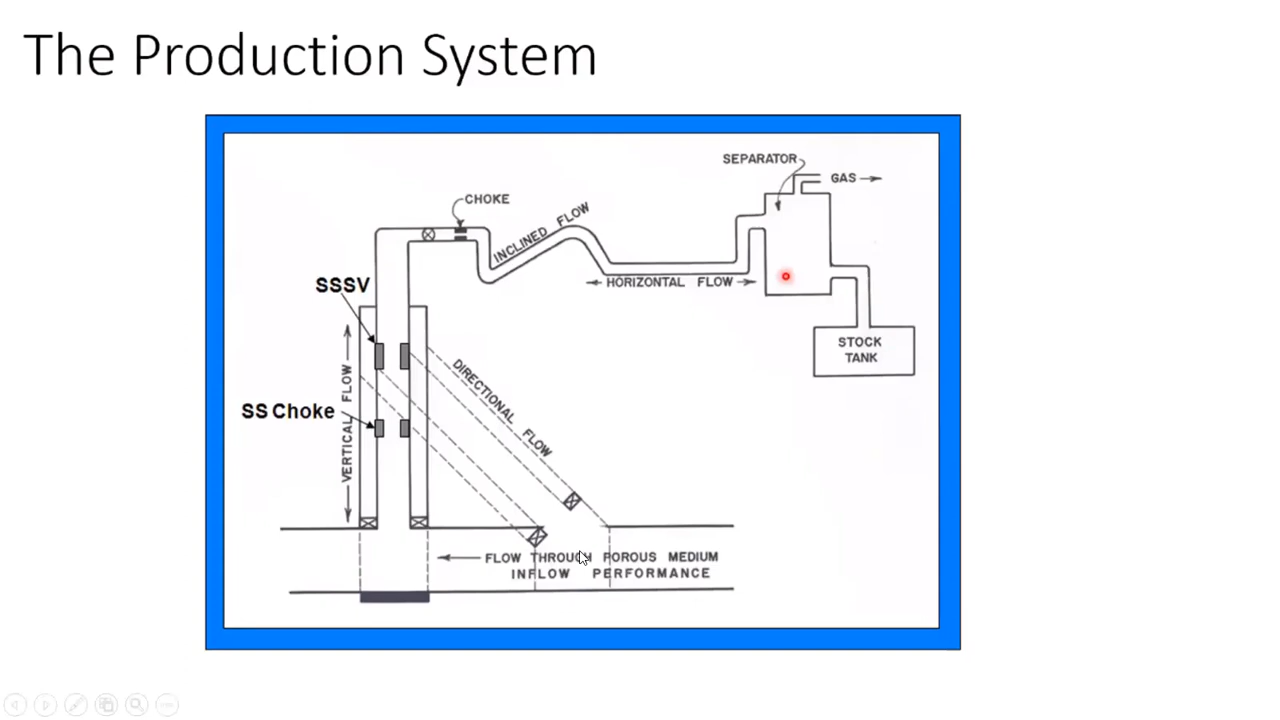 The Production System
SEPARATOR
GAS
CHOKE
INCLINED FLOW
SSSV
HORIZONTAL FLOW
STOCK
TANK
DIRECTIONAL FLOW
SS Choke
VERTICAL FLOW
FLOW THROUGH POROUS MEDIUM
INFLOW PERFORMANCE